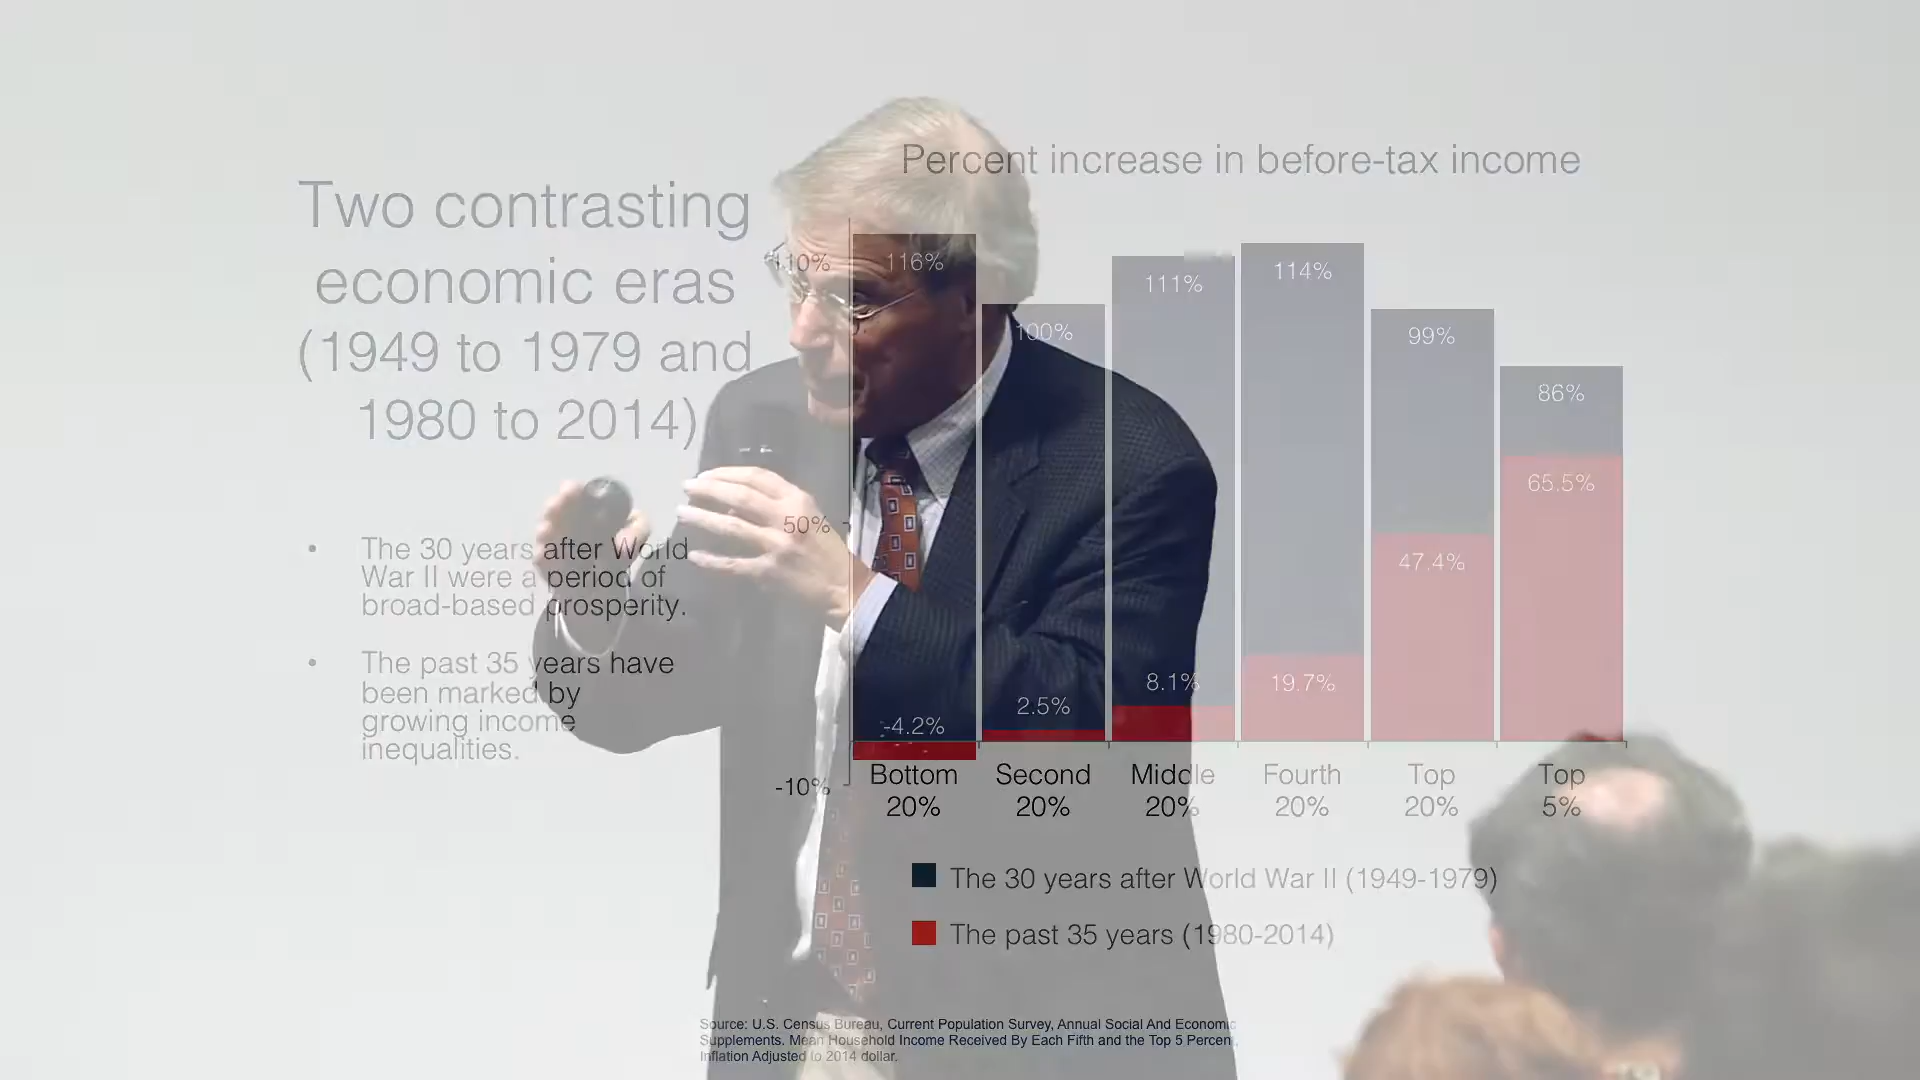 Two contrasting
economic eras
(1949 to 1979 and
1980 to 2014)
• The 30 years after World
War II were a period of
broad-based prosperity.
• The past 35 years have
been marked by
growing income
inequalities.
Percent increase in before-tax income
110%
50%
-10%
116%
100%
111%
114%
99%
86%
-4.2%
2.5%
8.1%
19.7%
47.4%
65.5%
Bottom
20%
Second
20%
Middle
20%
Fourth
20%
Top
20%
Top
5%
The 30 years after World War II (1949-1979)
The past 35 years (1980-2014)
Source: U.S. Census Bureau, Current Population Survey, Annual Social And Economic
Supplements. Mean Household Income Received By Each Fifth and the Top 5 Percent,
Inflation Adjusted to 2014 dollar.